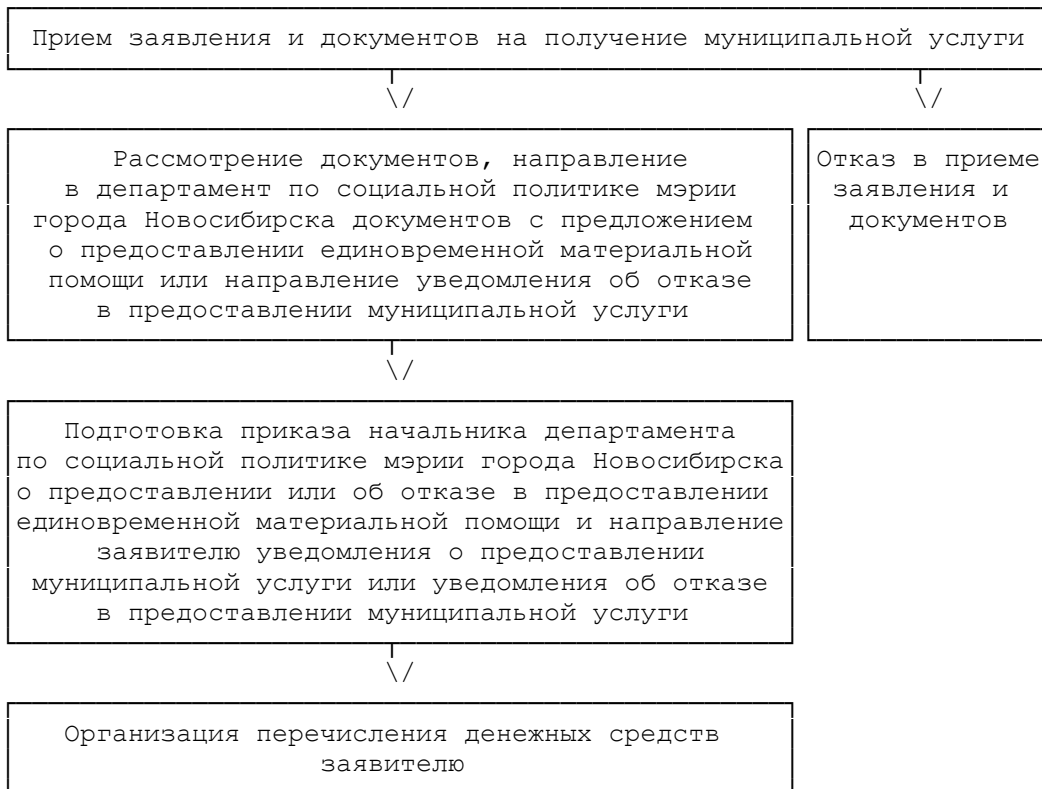 Прием заявления и документов на получение муниципальной услуги
\/
\/
Рассмотрение документов, направление
в департамент по социальной политике мэрии
города Новосибирска документов с предложением
о предоставлении единовременной материальной
помощи или направление уведомления об отказе
в предоставлении муниципальной услуги
Отказ в приеме
заявления и
документов
\/
Подготовка приказа начальника департамента
по социальной политике мэрии города Новосибирска
о предоставлении или об отказе в предоставлении
единовременной материальной помощи и направление
заявителю уведомления о предоставлении
муниципальной услуги или уведомления об отказе
в предоставлении муниципальной услуги
\/
Организация перечисления денежных средств
заявителю